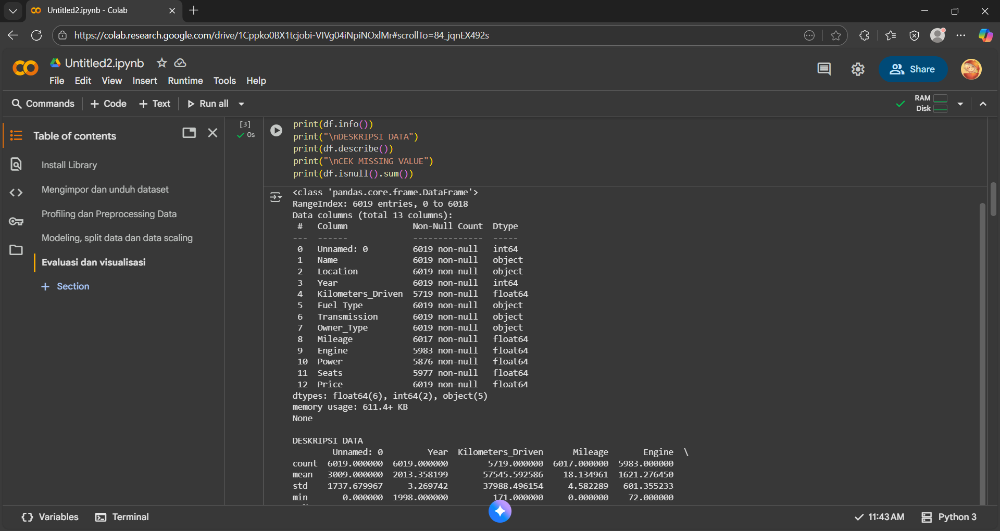 Untitled2.ipynb - Colab
https://colab.research.google.com/drive/1Cppko0BX1tcjobi-VIVg04iNpiNOxlMr#scrollTo=84_jqnEX492s
Untitled2.ipynb
File Edit View Insert Runtime Tools Help
Share
Commands + Code + Text Run all
RAM
Disk
Table of contents
Install Library
Mengimpor dan unduh dataset
Profiling dan Preprocessing Data
Modeling, split data dan data scaling
Evaluasi dan visualisasi
+ Section
[3]
0s
print(df.info())
print("\nDESKRIPSI DATA")
print(df.describe())
print("\nCEK MISSING VALUE")
print(df.isnull().sum())
<class 'pandas.core.frame.DataFrame'>
RangeIndex: 6019 entries, 0 to 6018
Data columns (total 13 columns):
 #   Column             Non-Null Count  Dtype
---  ------             --------------  -----
 0   Unnamed: 0         6019 non-null   int64
 1   Name               6019 non-null   object
 2   Location           6019 non-null   object
 3   Year               6019 non-null   int64
 4   Kilometers_Driven  5719 non-null   float64
 5   Fuel_Type          6019 non-null   object
 6   Transmission       6019 non-null   object
 7   Owner_Type         6019 non-null   object
 8   Mileage            6017 non-null   float64
 9   Engine             5983 non-null   float64
 10  Power              5876 non-null   float64
 11  Seats              5977 non-null   float64
 12  Price              6019 non-null   float64
dtypes: float64(6), int64(2), object(5)
memory usage: 611.4+ KB
None
DESKRIPSI DATA
        Unnamed: 0         Year  Kilometers_Driven      Mileage       Engine  \
count  6019.000000  6019.000000        5719.000000  6017.000000  5983.000000
mean   3009.000000  2013.358199       57545.592586    18.134961  1621.276450
std    1737.679967     3.269742       37988.496154     4.582289   601.355233
min       0.000000  1998.000000         171.000000     0.000000    72.000000
Variables
Terminal
11:43 AM
Python 3